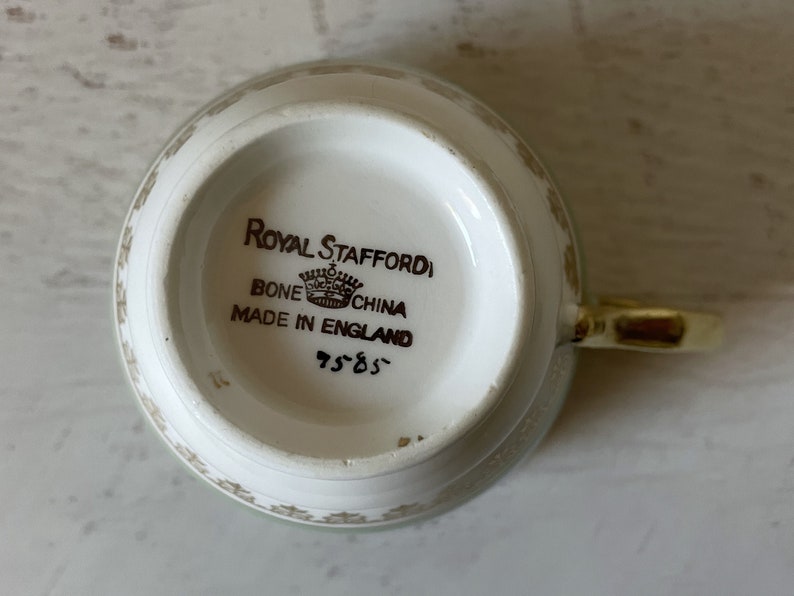 ROYAL STAFFORD
BONE CHINA
MADE IN ENGLAND
7585